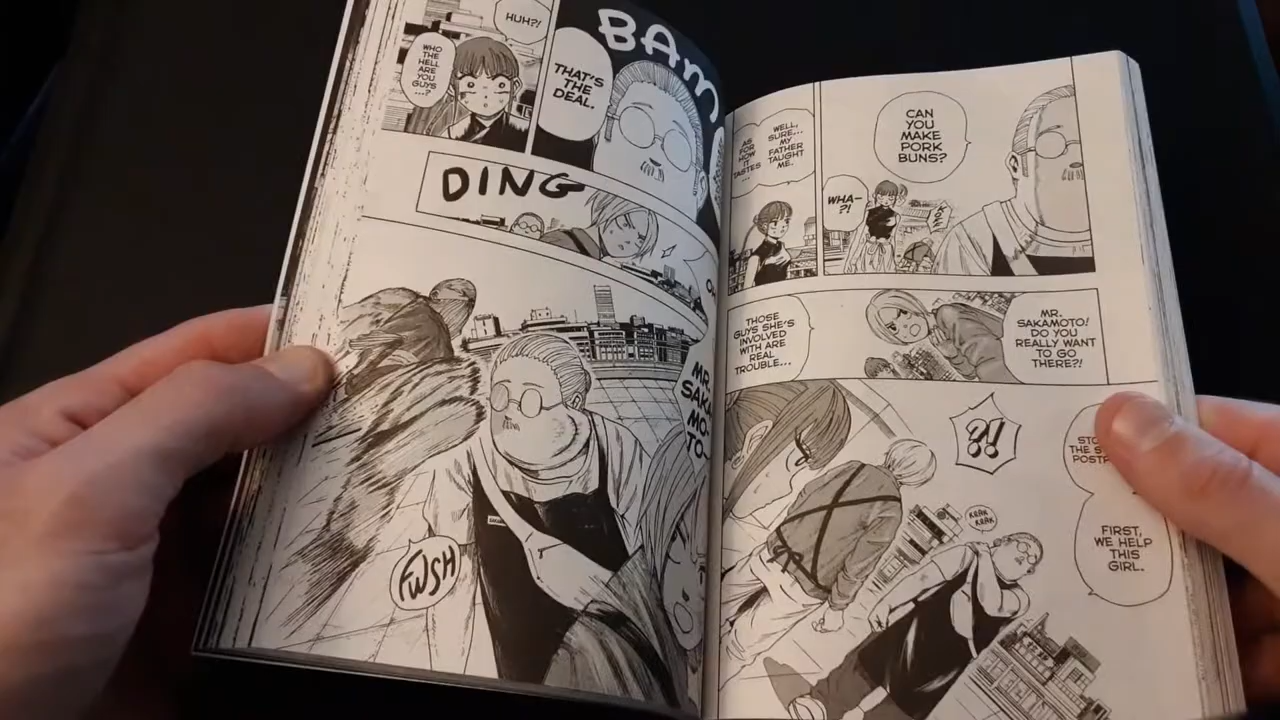 CAN
YOU
MAKE
PORK
BUNS?
WHA-
?!
WELL,
SURE...
MY
FATHER
TAUGHT
ME.
AS
FOR
HOW
IT
TASTES
...
MR.
SAKAMOTO!
DO YOU
REALLY WANT
TO GO
THERE?!
THOSE
GUYS SHE'S
INVOLVED
WITH ARE
REAL
TROUBLE...
THE
FIRST,
WE HELP
THIS
GIRL.
?!
KRAK
KRAK
BAM
THAT'S
THE
DEAL.
HUH?!
WHO
THE
HELL
ARE
YOU
GUYS
...?
DING
MR.
SAKA-
MO-
TO—
FWSH